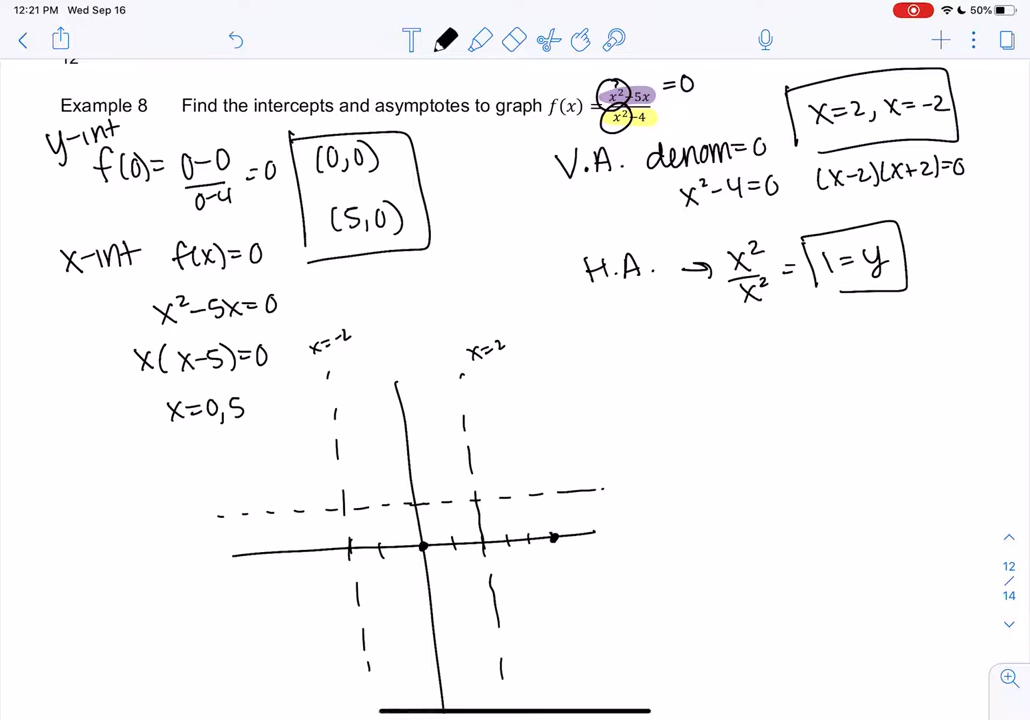 12:21 PM Wed Sep 16
50%
T
12
Example 8 Find the intercepts and asymptotes to graph f(x) = x²-5x / x²-4 = 0
y-int
f(0) = 0-0 / 0-4 = 0
(0,0)
(5,0)
x-int f(x) = 0
x²-5x=0
x(x-5)=0
x=0,5
V.A. denom=0
x²-4=0
(x-2)(x+2)=0
x=2, x=-2
H.A. → x²/x² = 1 = y
x=-2
x=2
12
/
14